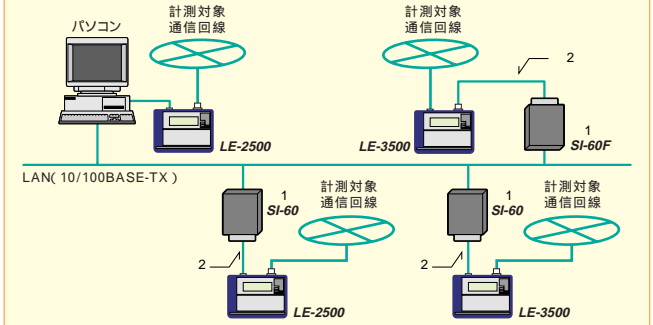 パソコン
計測対象
通信回線
LE-2500
計測対象
通信回線
LE-3500
2
1
SI-60F
LAN(10/100BASE-TX)
1
SI-60
2
計測対象
通信回線
LE-2500
1
SI-60
2
計測対象
通信回線
LE-3500